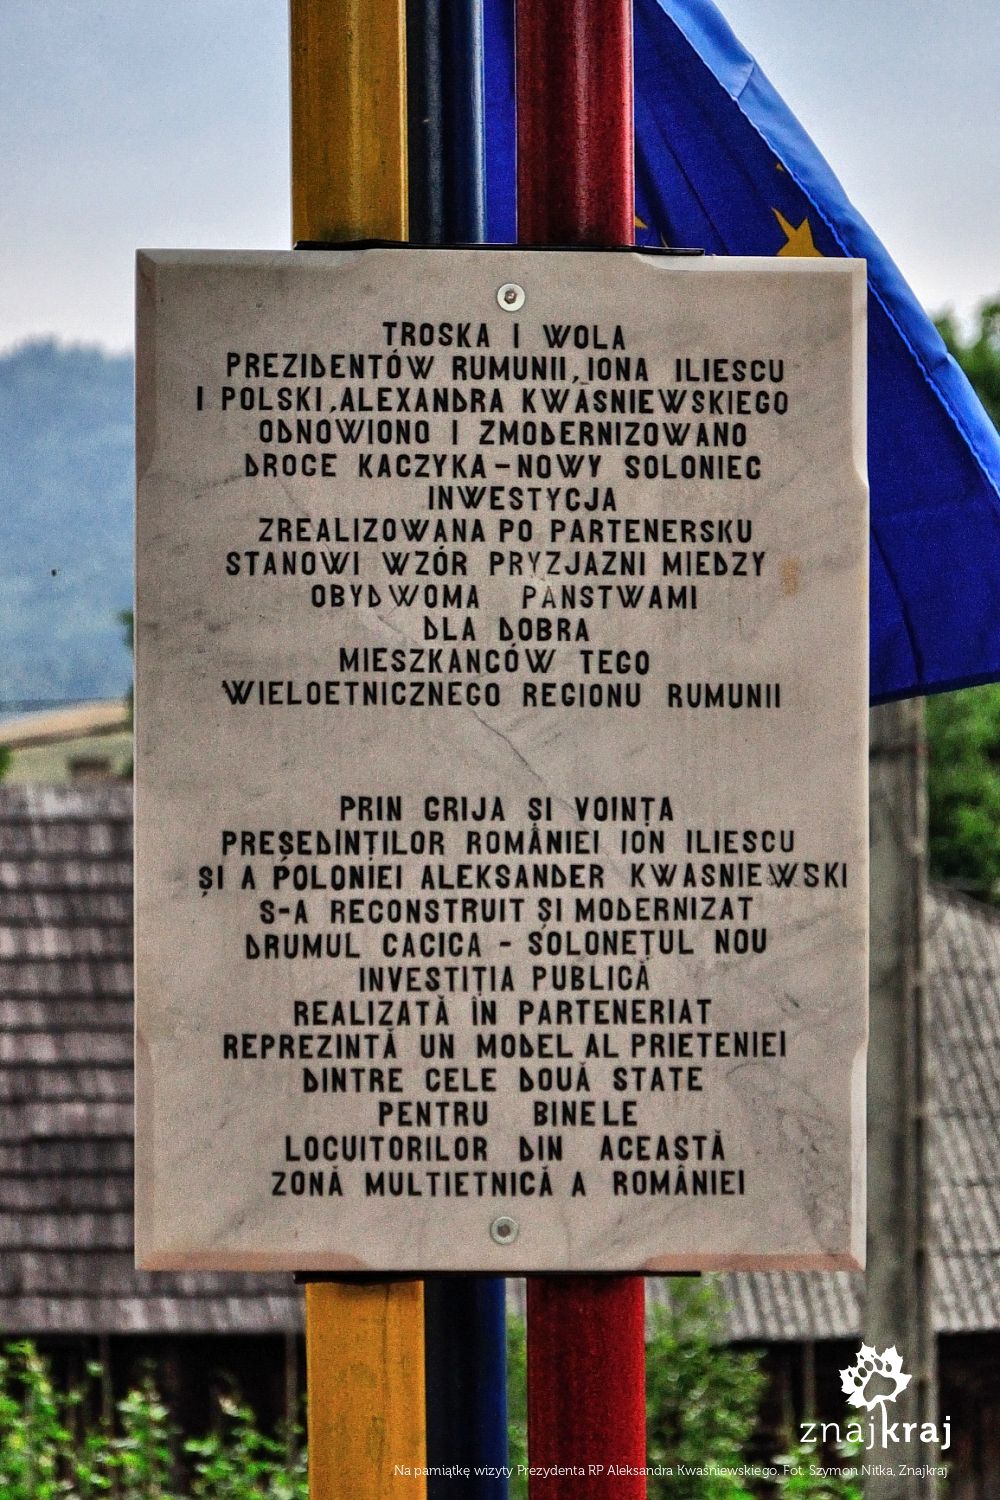 TROSKA I WOLA
PREZIDENTÓW RUMUNII, IONA ILIESCU
I POLSKI, ALEXANDRA KWAŚNIEWSKIEGO
ODNOWIONO I ZMODERNIZOWANO
DROGE KACZYKA-NOWY SOLONIEC
INWESTYCJA
ZREALIZOWANA PO PARTENERSKU
STANOWI WZÓR PRYZJAZNI MIEDZY
OBYDWOMA PAŃSTWAMI
DLA DOBRA
MIESZKANCÓW TEGO
WIELOETNICZNEGO REGIONU RUMUNII
PRIN GRIJA ȘI VOINȚA
PREȘEDINȚILOR ROMÂNIEI ION ILIESCU
ȘI A POLONIEI ALEKSANDER KWASNIEWSKI
S-A RECONSTRUIT ȘI MODERNIZAT
DRUMUL CACICA - SOLONEȚUL NOU
INVESTIȚIA PUBLICĂ
REALIZATĂ ÎN PARTENERIAT
REPREZINTĂ UN MODEL AL PRIETENIEI
DINTRE CELE DOUĂ STATE
PENTRU BINELE
LOCUITORILOR DIN ACEASTĂ
ZONĂ MULTIETNICĂ A ROMÂNIEI
znajkraj
Na pamiątkę wizyty Prezydenta RP Aleksandra Kwaśniewskiego. Fot. Szymon Nitka, Znajkraj